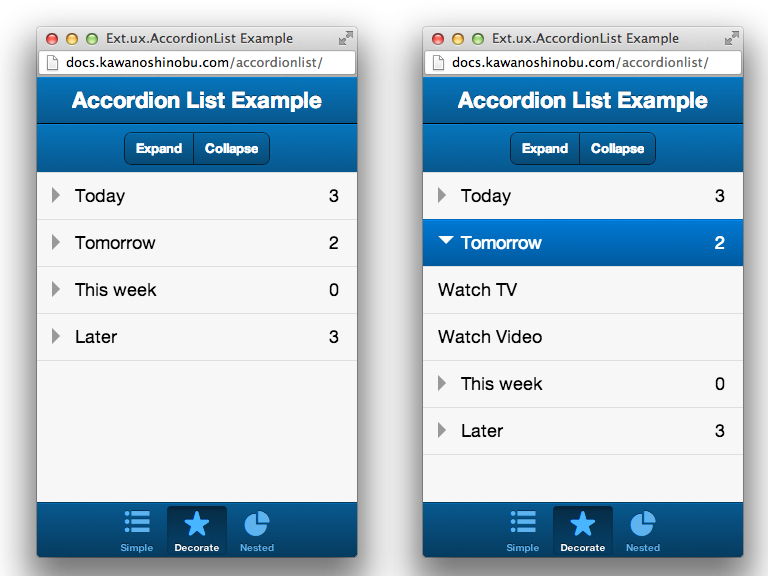 Ext.ux.AccordionList Example
docs.kawanoshinobu.com/accordionlist/
Accordion List Example
Expand Collapse
Today 3
Tomorrow 2
This week 0
Later 3
Simple Decorate Nested
Ext.ux.AccordionList Example
docs.kawanoshinobu.com/accordionlist/
Accordion List Example
Expand Collapse
Today 3
Tomorrow 2
Watch TV
Watch Video
This week 0
Later 3
Simple Decorate Nested